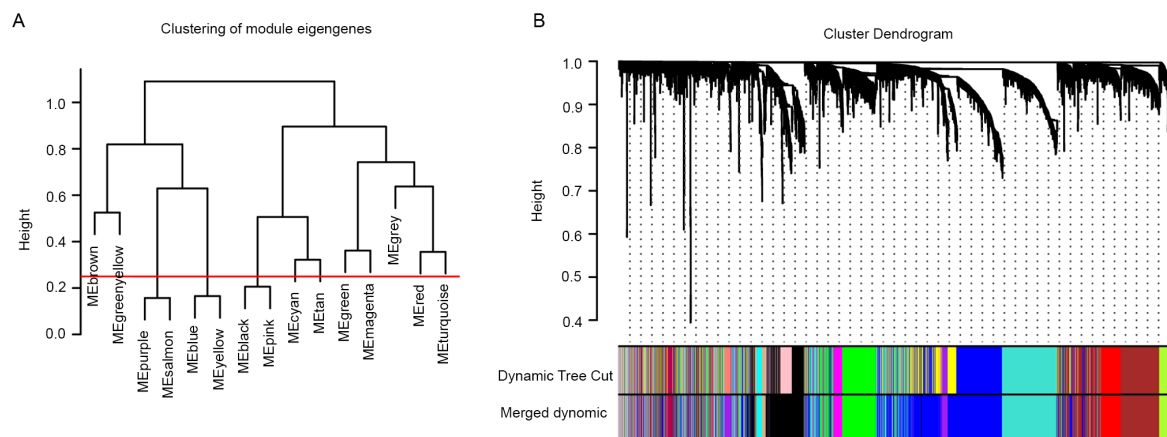 A
Clustering of module eigengenes
Height
1.0
0.8
0.6
0.4
0.2
0.0
MEbrown
MEgreenyellow
MEpurple
MEsalmon
MEblue
MEyellow
MEblack
MEpink
MEcyan
MEtan
MEgreen
MEmagenta
MEgrey
MEred
MEturquoise
B
Cluster Dendrogram
Height
1.0
0.9
0.8
0.7
0.6
0.5
0.4
Dynamic Tree Cut
Merged dynomic